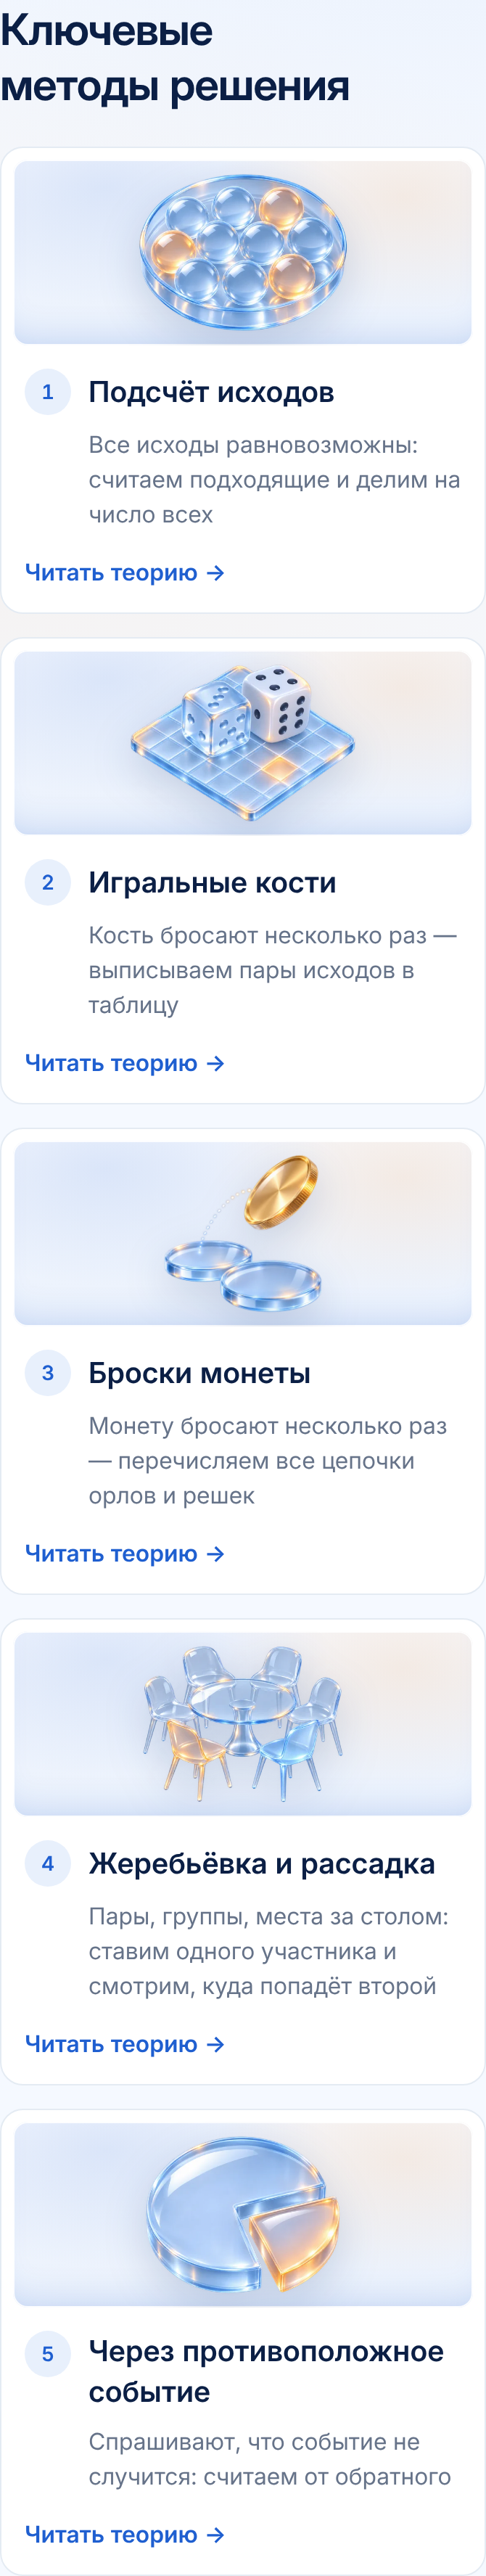 Ключевые
методы решения
1 Подсчёт исходов
Все исходы равновозможны:
считаем подходящие и делим на
число всех
Читать теорию →
2 Игральные кости
Кость бросают несколько раз —
выписываем пары исходов в
таблицу
Читать теорию →
3 Броски монеты
Монету бросают несколько раз
— перечисляем все цепочки
орлов и решек
Читать теорию →
4 Жеребьёвка и рассадка
Пары, группы, места за столом:
ставим одного участника и
смотрим, куда попадёт второй
Читать теорию →
5 Через противоположное
событие
Спрашивают, что событие не
случится: считаем от обратного
Читать теорию →